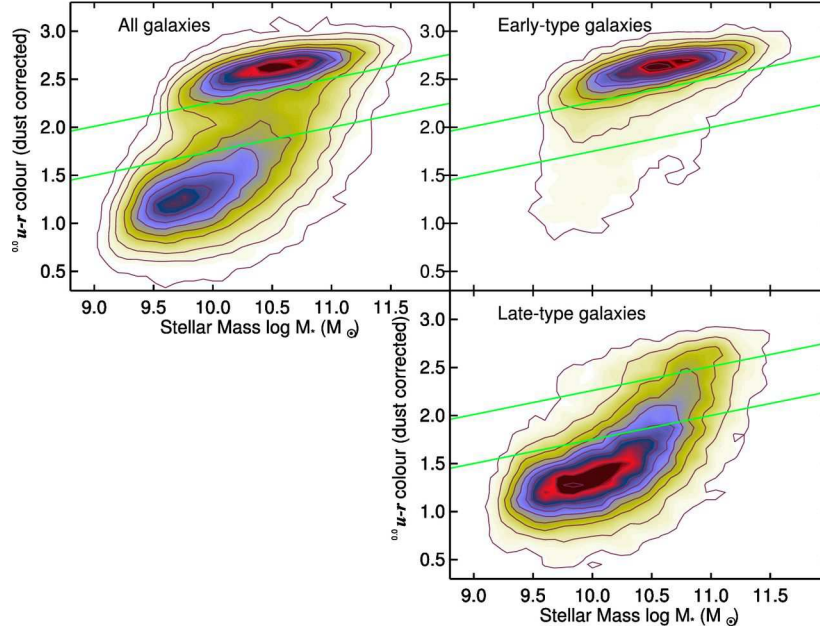 All galaxies
3.0
2.5
2.0
1.5
1.0
0.5
0.0 u-r colour (dust corrected)
9.0 9.5 10.0 10.5 11.0 11.5
Stellar Mass log M* (M⊙)
Early-type galaxies
3.0
2.5
2.0
1.5
1.0
0.5
Late-type galaxies
3.0
2.5
2.0
1.5
1.0
0.5
0.0 u-r colour (dust corrected)
9.0 9.5 10.0 10.5 11.0 11.5
Stellar Mass log M* (M⊙)